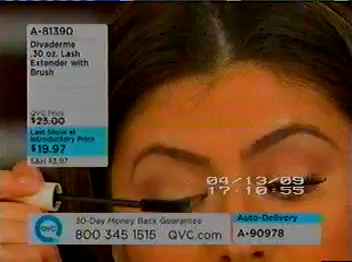 A-81390
Divaderme
.30 oz. Lash
Extender with
Brush
QVC Price
$23.00
Last Show at
Introductory Price
$19.97
S&H $3.97
04/13/09
17:10:55
QVC
30-Day Money Back Guarantee
800 345 1515 QVC.com
Auto-Delivery
A-90978